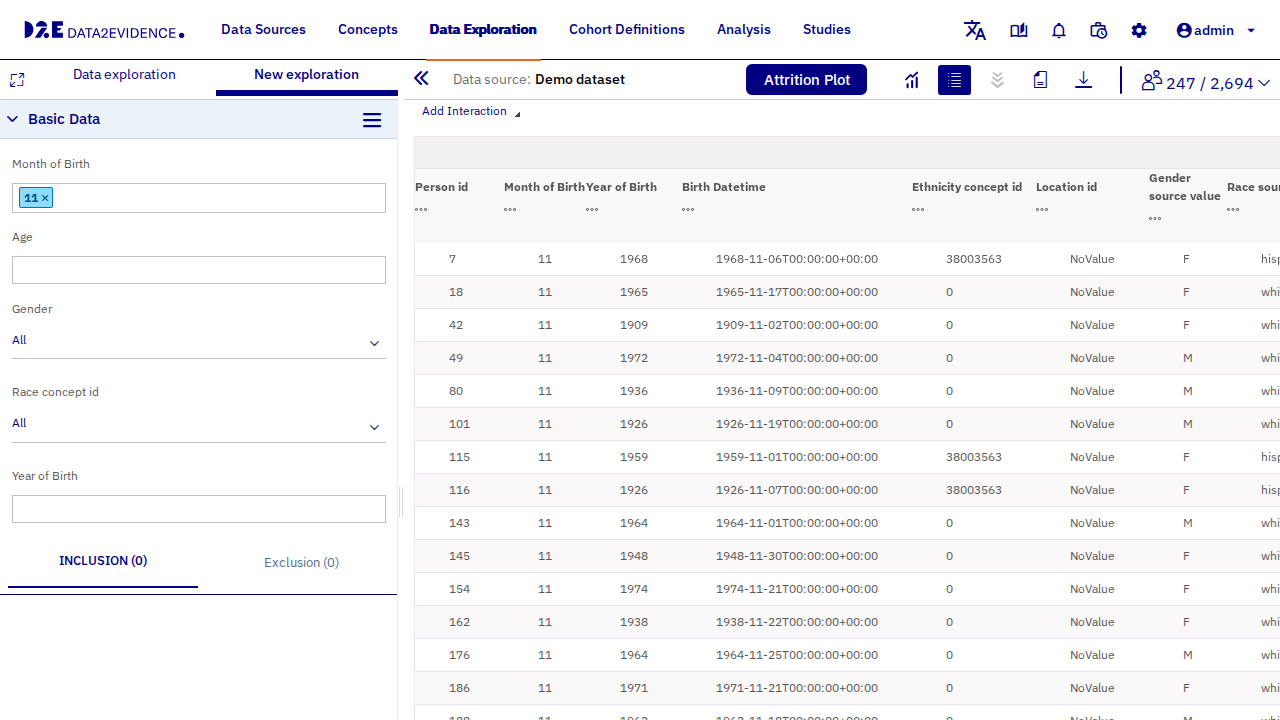 D2E DATA2EVIDENCE.
Data Sources
Concepts
Data Exploration
Cohort Definitions
Analysis
Studies
admin
Data exploration
New exploration
Data source: Demo dataset
Attrition Plot
247 / 2,694
Basic Data
Month of Birth
11 ×
Age
Gender
All
Race concept id
All
Year of Birth
INCLUSION (0)
Exclusion (0)
Add Interaction
Person id Month of Birth Year of Birth Birth Datetime Ethnicity concept id Location id Gender source value Race sour
7 11 1968 1968-11-06T00:00:00+00:00 38003563 NoValue F hisp
18 11 1965 1965-11-17T00:00:00+00:00 0 NoValue F whi
42 11 1909 1909-11-02T00:00:00+00:00 0 NoValue F whi
49 11 1972 1972-11-04T00:00:00+00:00 0 NoValue M whi
80 11 1936 1936-11-09T00:00:00+00:00 0 NoValue M whi
101 11 1926 1926-11-19T00:00:00+00:00 0 NoValue M whi
115 11 1959 1959-11-01T00:00:00+00:00 38003563 NoValue F hisp
116 11 1926 1926-11-07T00:00:00+00:00 38003563 NoValue F hisp
143 11 1964 1964-11-01T00:00:00+00:00 0 NoValue M whi
145 11 1948 1948-11-30T00:00:00+00:00 0 NoValue F whi
154 11 1974 1974-11-21T00:00:00+00:00 0 NoValue F whi
162 11 1938 1938-11-22T00:00:00+00:00 0 NoValue F whi
176 11 1964 1964-11-25T00:00:00+00:00 0 NoValue M whi
186 11 1971 1971-11-21T00:00:00+00:00 0 NoValue F whi